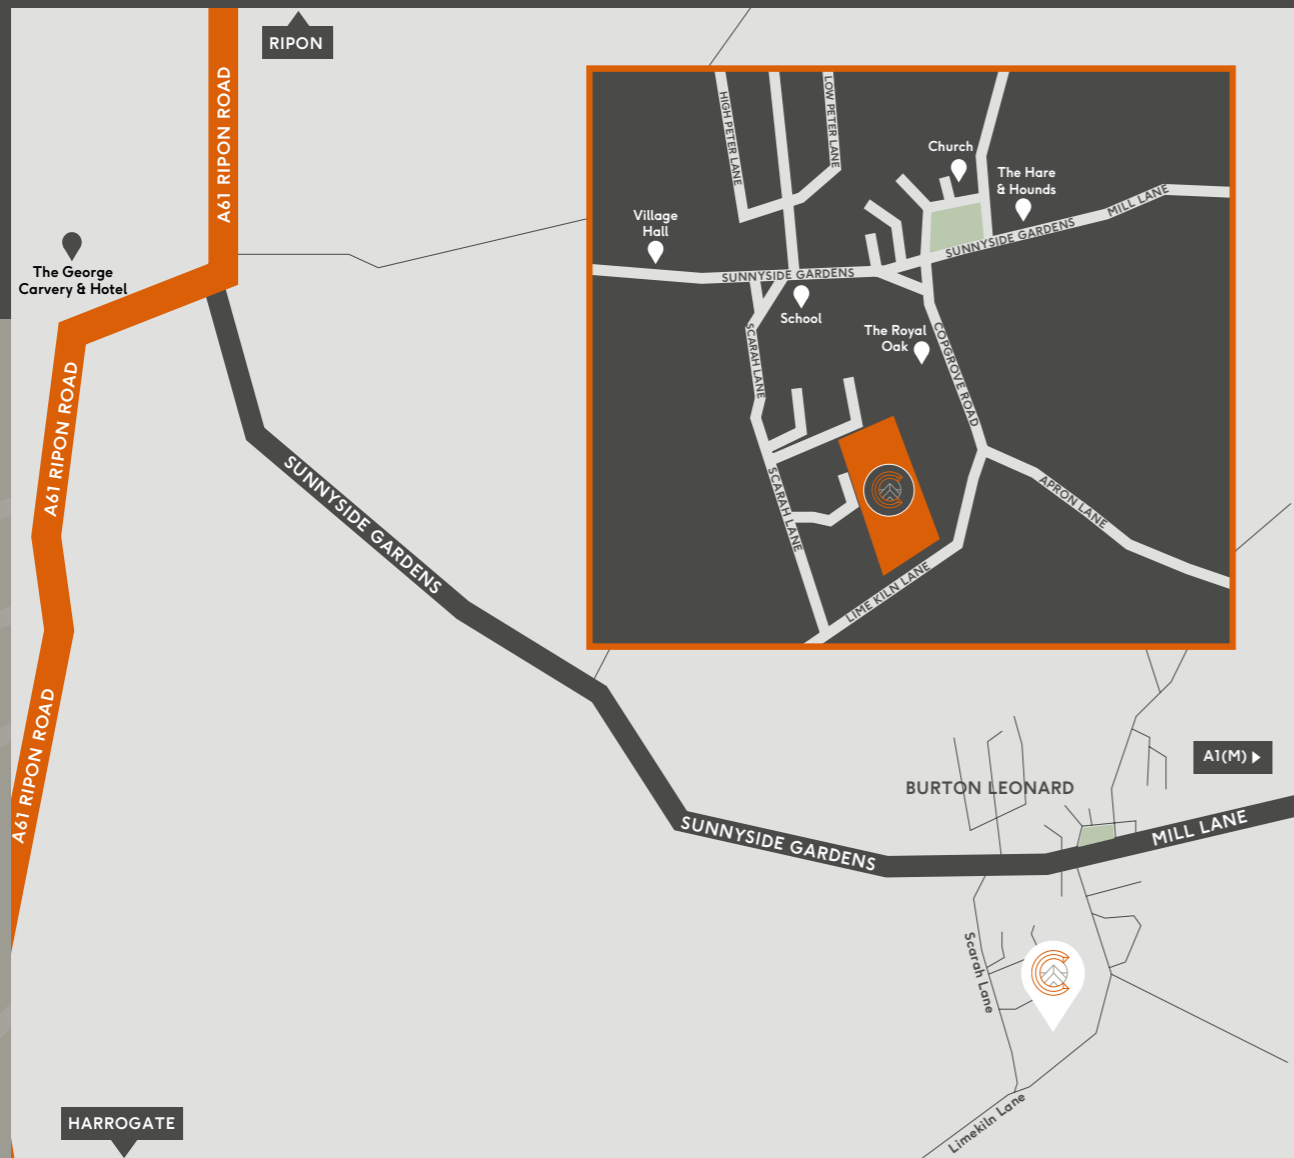 RIPON
A61 RIPON ROAD
The George
Carvery & Hotel
A61 RIPON ROAD
A61 RIPON ROAD
SUNNYSIDE GARDENS
SUNNYSIDE GARDENS
MILL LANE
HIGH PETER LANE
LOW PETER LANE
Church
The Hare
& Hounds
MILL LANE
Village
Hall
SUNNYSIDE GARDENS
SUNNYSIDE GARDENS
School
The Royal
Oak
SCARAH LANE
COPGROVE ROAD
SCARAH LANE
APRON LANE
LIME KILN LANE
A1(M)
BURTON LEONARD
Scarah Lane
Limekiln Lane
HARROGATE